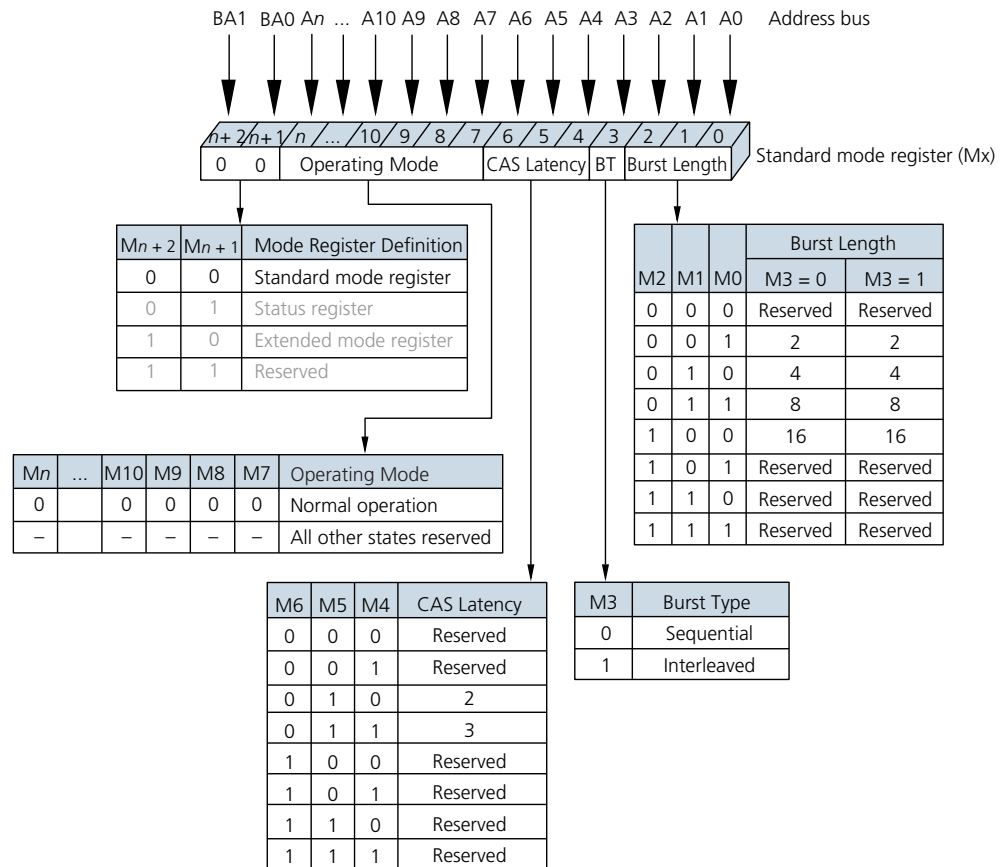 BA1 BA0 An ... A10 A9 A8 A7 A6 A5 A4 A3 A2 A1 A0 Address bus
n+ 2 n+ 1 n ... 10 9 8 7 6 5 4 3 2 1 0
Standard mode register (Mx)
0 0 Operating Mode CAS Latency BT Burst Length
Mn + 2 Mn + 1 Mode Register Definition
0 0 Standard mode register
0 1 Status register
1 0 Extended mode register
1 1 Reserved
Burst Length
M2 M1 M0 M3 = 0 M3 = 1
0 0 0 Reserved Reserved
0 0 1 2 2
0 1 0 4 4
0 1 1 8 8
1 0 0 16 16
1 0 1 Reserved Reserved
1 1 0 Reserved Reserved
1 1 1 Reserved Reserved
Mn ... M10 M9 M8 M7 Operating Mode
0 0 0 0 0 Normal operation
– – – – – All other states reserved
M6 M5 M4 CAS Latency
0 0 0 Reserved
0 0 1 Reserved
0 1 0 2
0 1 1 3
1 0 0 Reserved
1 0 1 Reserved
1 1 0 Reserved
1 1 1 Reserved
M3 Burst Type
0 Sequential
1 Interleaved